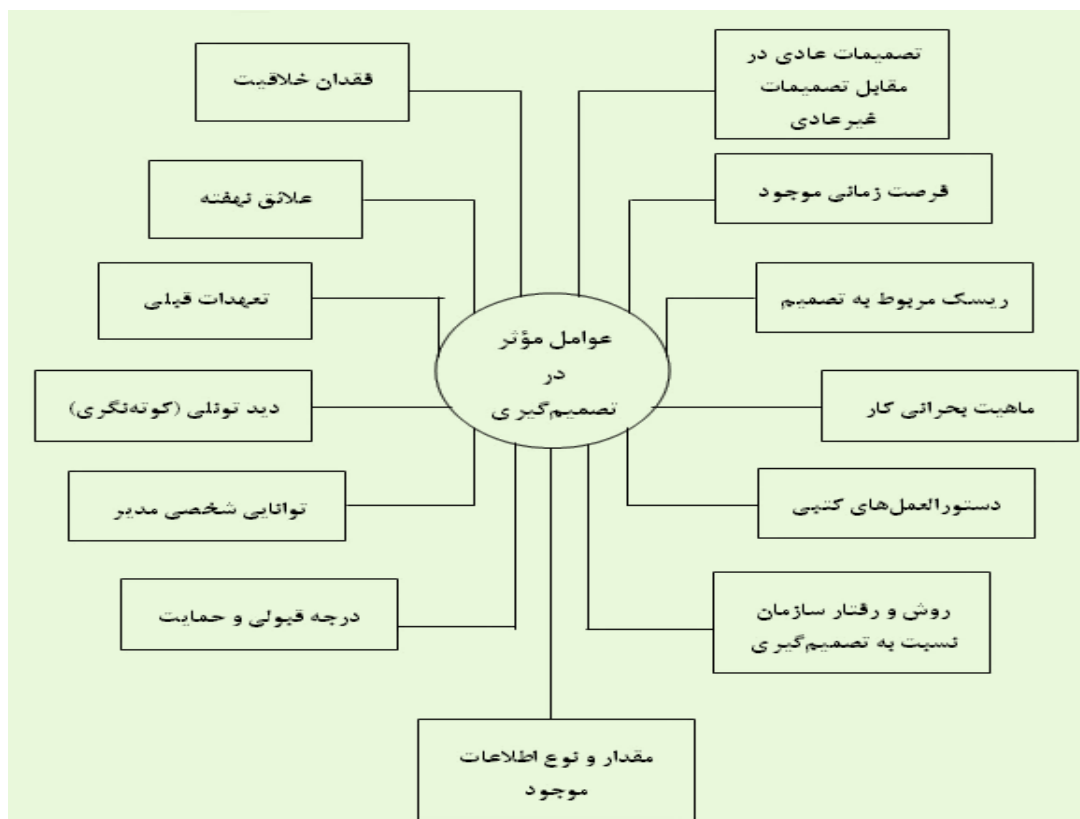 تصمیمات عادی در
مقابل تصمیمات
غیرعادی
فرصت زمانی موجود
ریسک مربوط به تصمیم
ماهیت بحرانی کار
دستورالعمل‌های کتبی
روش و رفتار سازمان
نسبت به تصمیم‌گیری
مقدار و نوع اطلاعات
موجود
عوامل مؤثر
در
تصمیم‌گیری
فقدان خلاقیت
علائق نهفته
تعهدات قبلی
دید تونلی (کوته‌نگری)
توانایی شخصی مدیر
درجه قبولی و حمایت